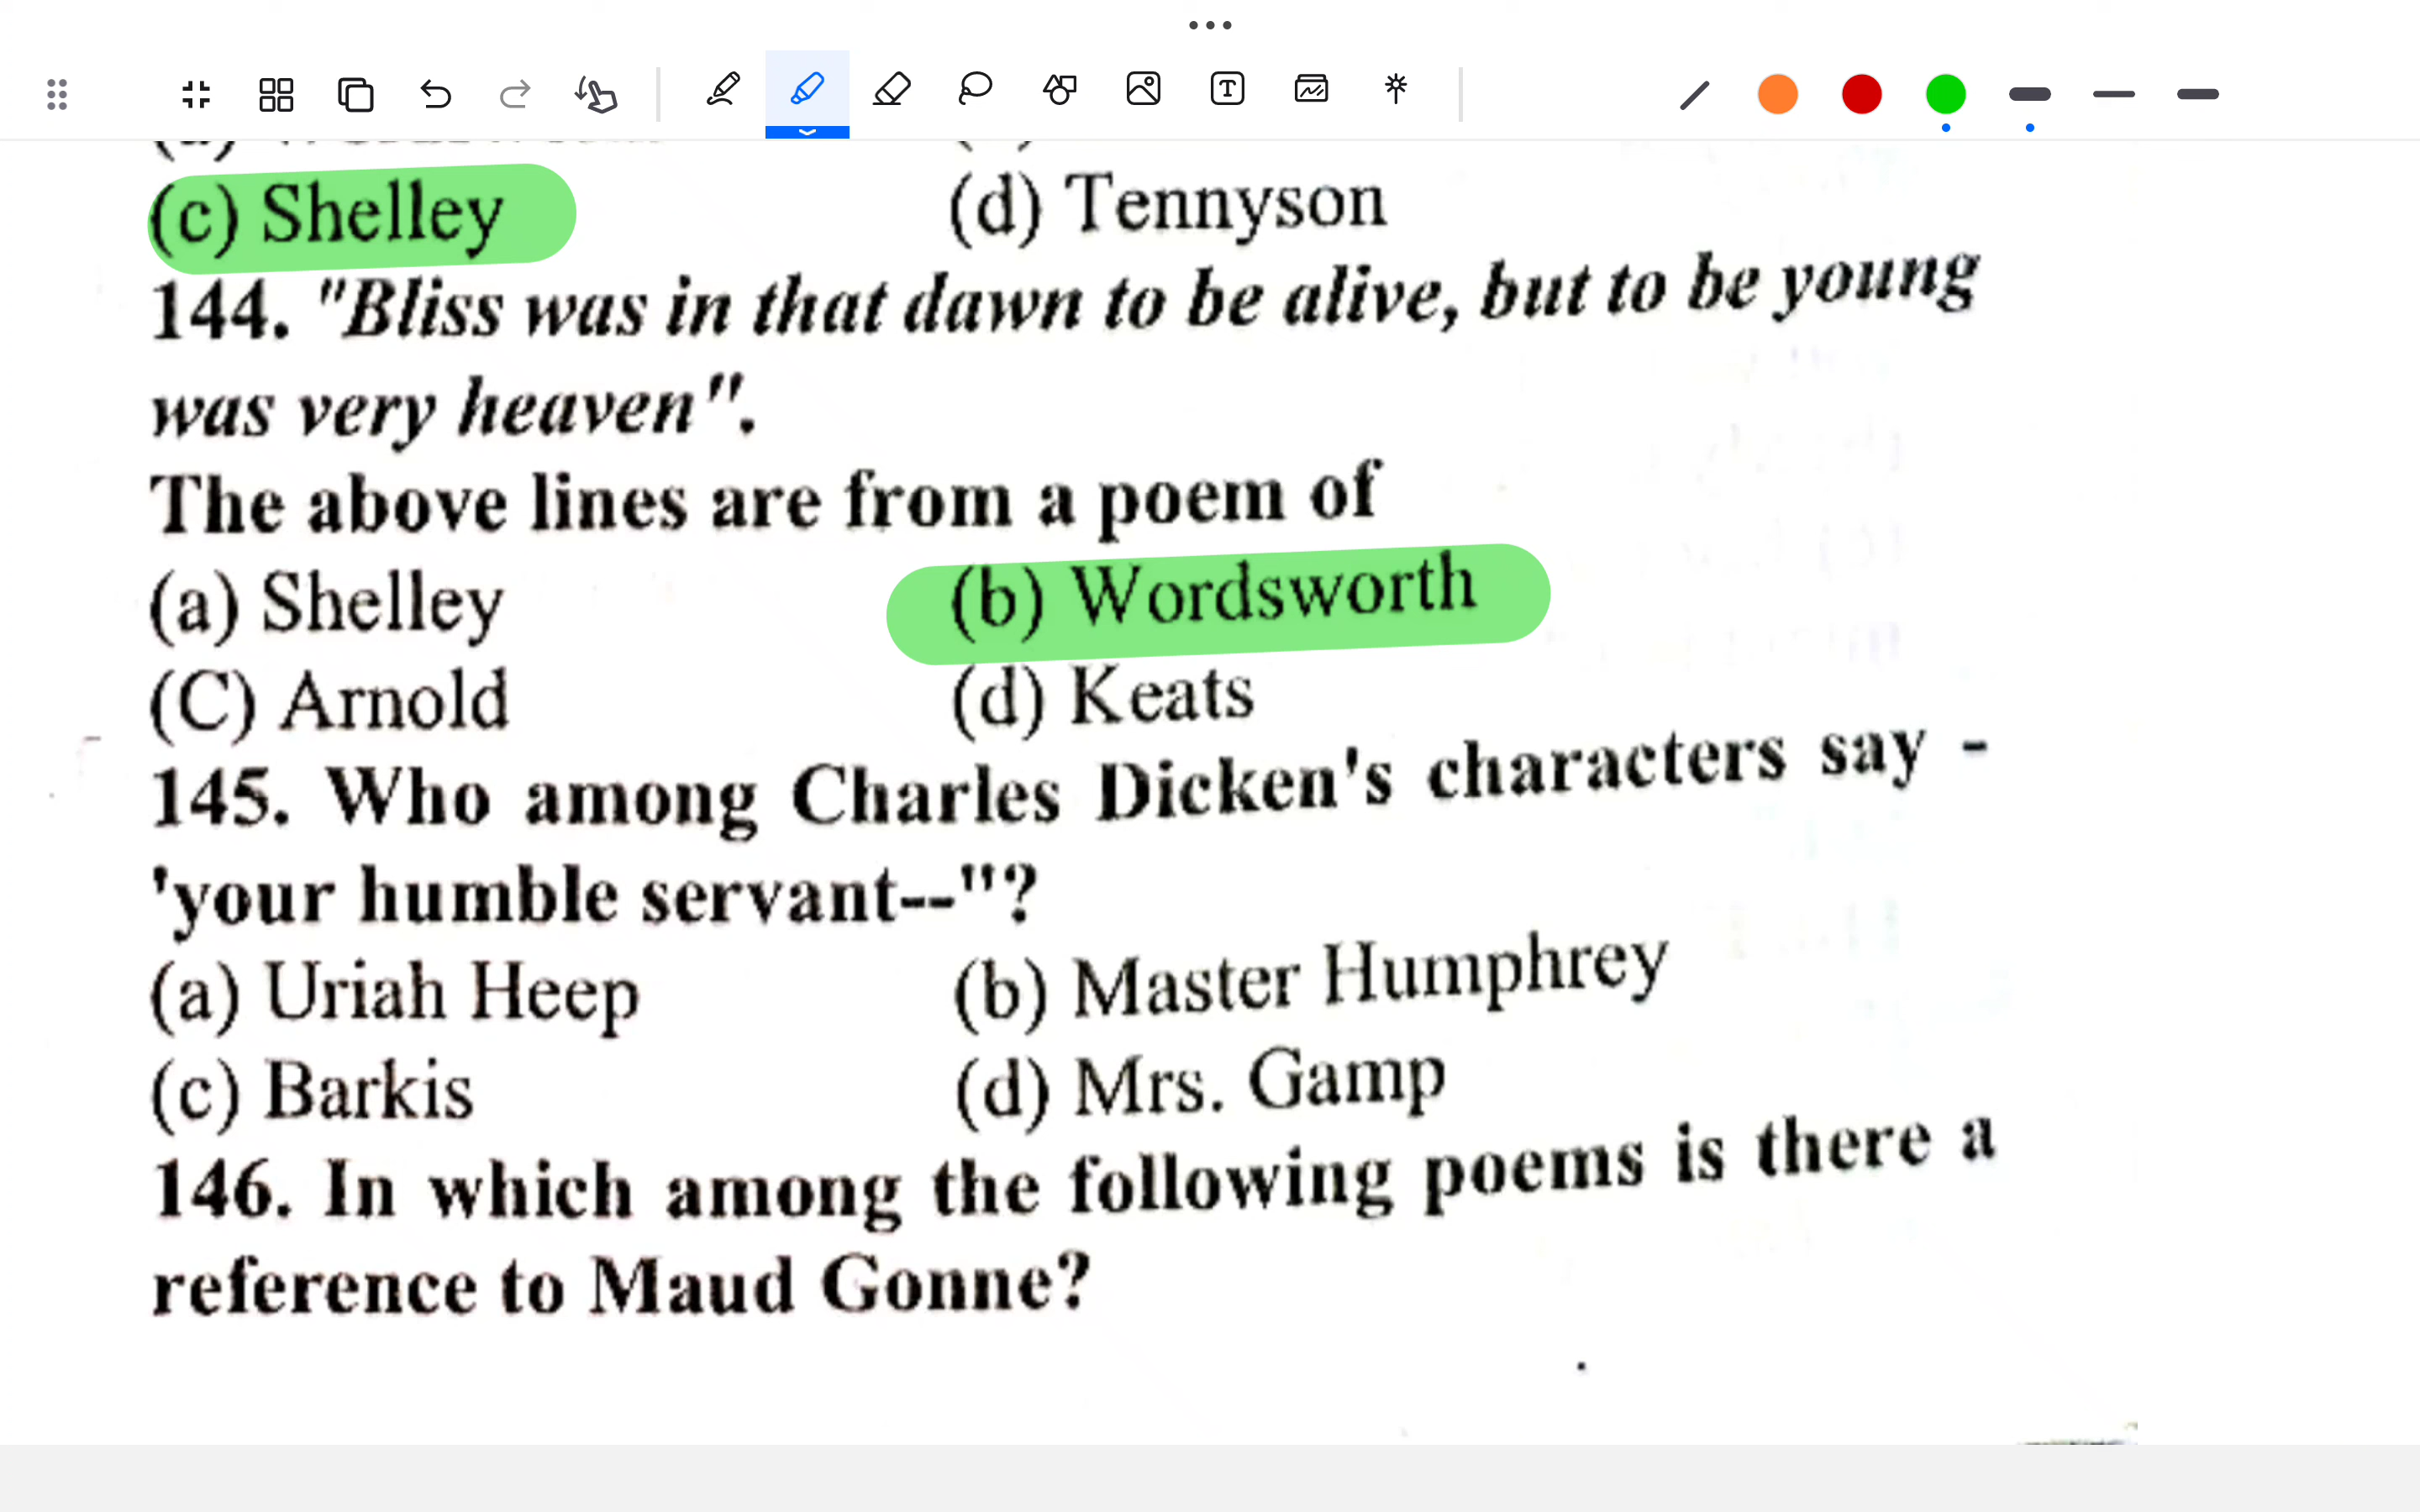 (c) Shelley (d) Tennyson
144. "Bliss was in that dawn to be alive, but to be young
was very heaven".
The above lines are from a poem of
(a) Shelley (b) Wordsworth
(C) Arnold (d) Keats
145. Who among Charles Dicken's characters say -
'your humble servant--"?
(a) Uriah Heep (b) Master Humphrey
(c) Barkis (d) Mrs. Gamp
146. In which among the following poems is there a
reference to Maud Gonne?